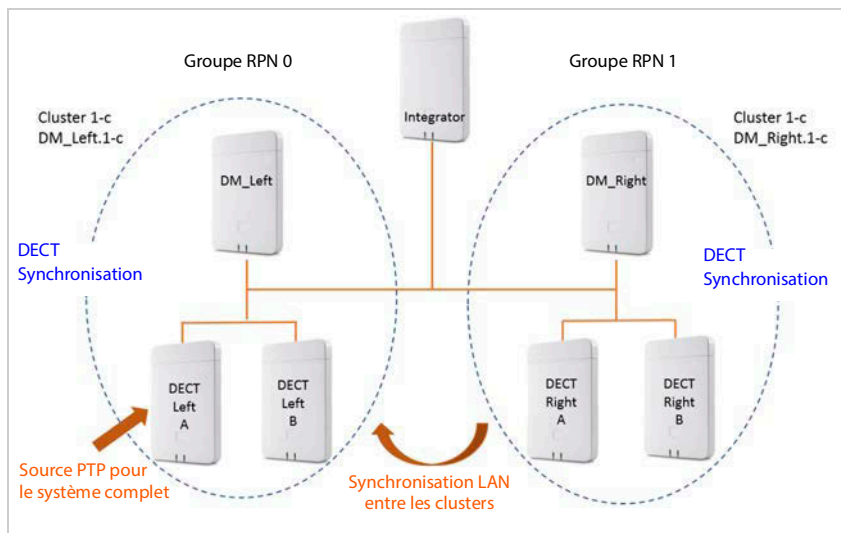 Groupe RPN 0
Groupe RPN 1
Integrator
Cluster 1-c
DM_Left.1-c
Cluster 1-c
DM_Right.1-c
DM_Left
DM_Right
DECT
Synchronisation
DECT
Synchronisation
DECT
Left
A
DECT
Left
B
DECT
Right
A
DECT
Right
B
Source PTP pour
le système complet
Synchronisation LAN
entre les clusters